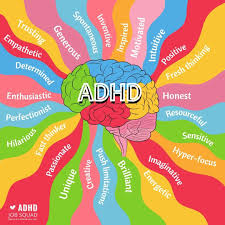 Trusting
Empathetic
Determined
Enthusiastic
Perfectionist
Hilarious
Fast thinker
Passionate
Unique
Creative
Push limitations
Brilliant
Energetic
Imaginative
Hyper-focus
Sensitive
Resourceful
Honest
Fresh thinking
Positive
Intuitive
Motivated
Inspired
Inventive
Spontaneous
Generous
ADHD
ADHD
JOB SQUAD